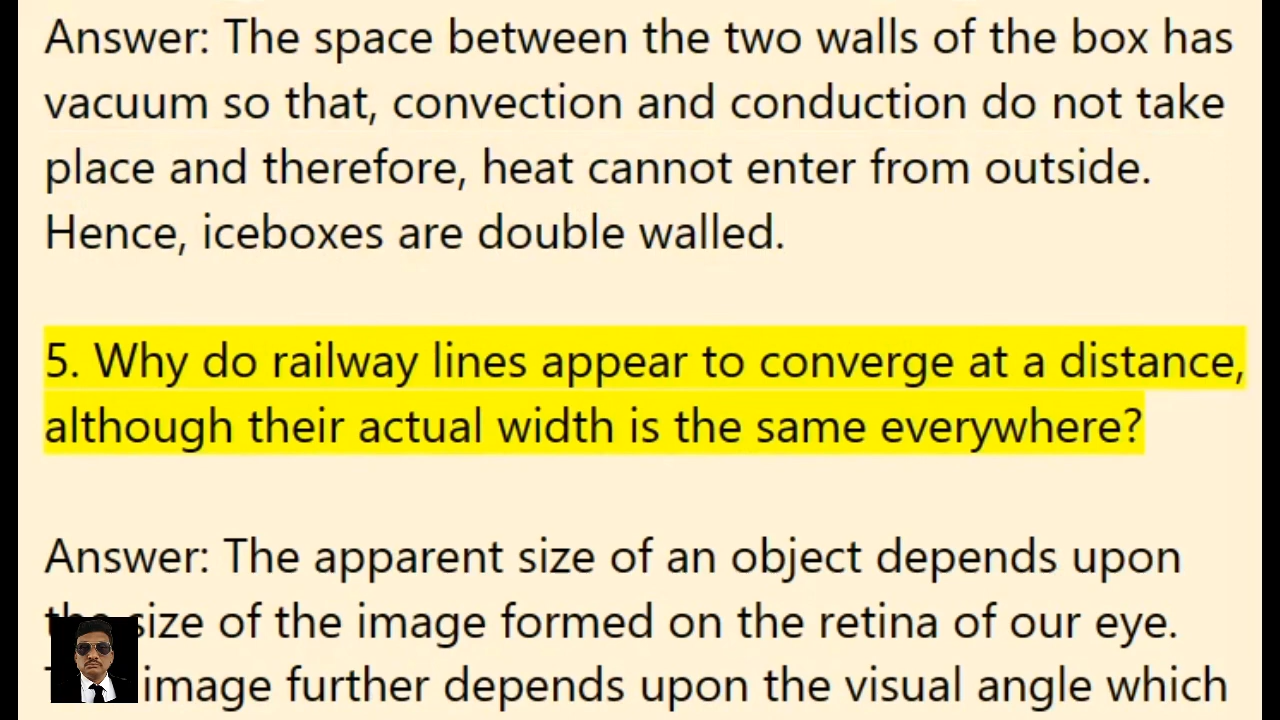 Answer: The space between the two walls of the box has
vacuum so that, convection and conduction do not take
place and therefore, heat cannot enter from outside.
Hence, iceboxes are double walled.
5. Why do railway lines appear to converge at a distance,
although their actual width is the same everywhere?
Answer: The apparent size of an object depends upon
the size of the image formed on the retina of our eye.
image further depends upon the visual angle which